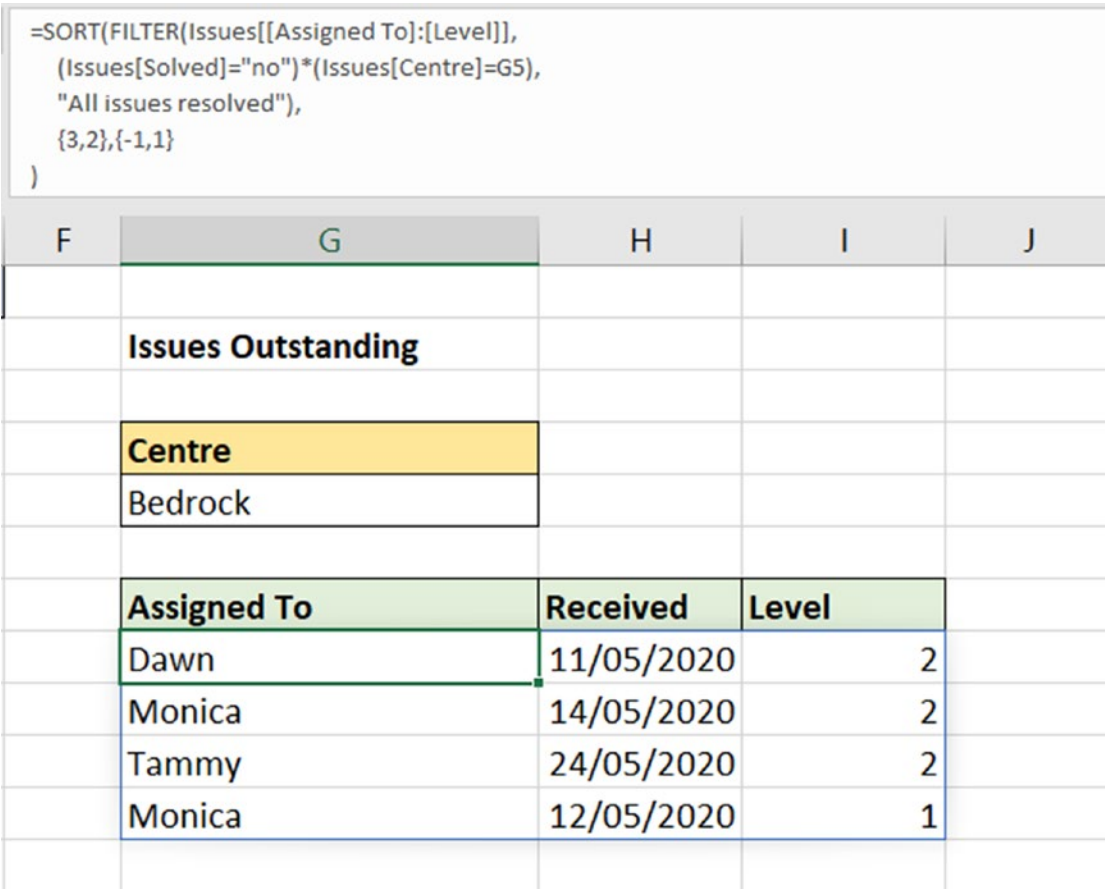 =SORT(FILTER(Issues[[Assigned To]:[Level]],
(Issues[Solved]="no")*(Issues[Centre]=G5),
"All issues resolved"),
{3,2},{-1,1}
)
F G H I J
Issues Outstanding
Centre
Bedrock
Assigned To Received Level
Dawn 11/05/2020 2
Monica 14/05/2020 2
Tammy 24/05/2020 2
Monica 12/05/2020 1